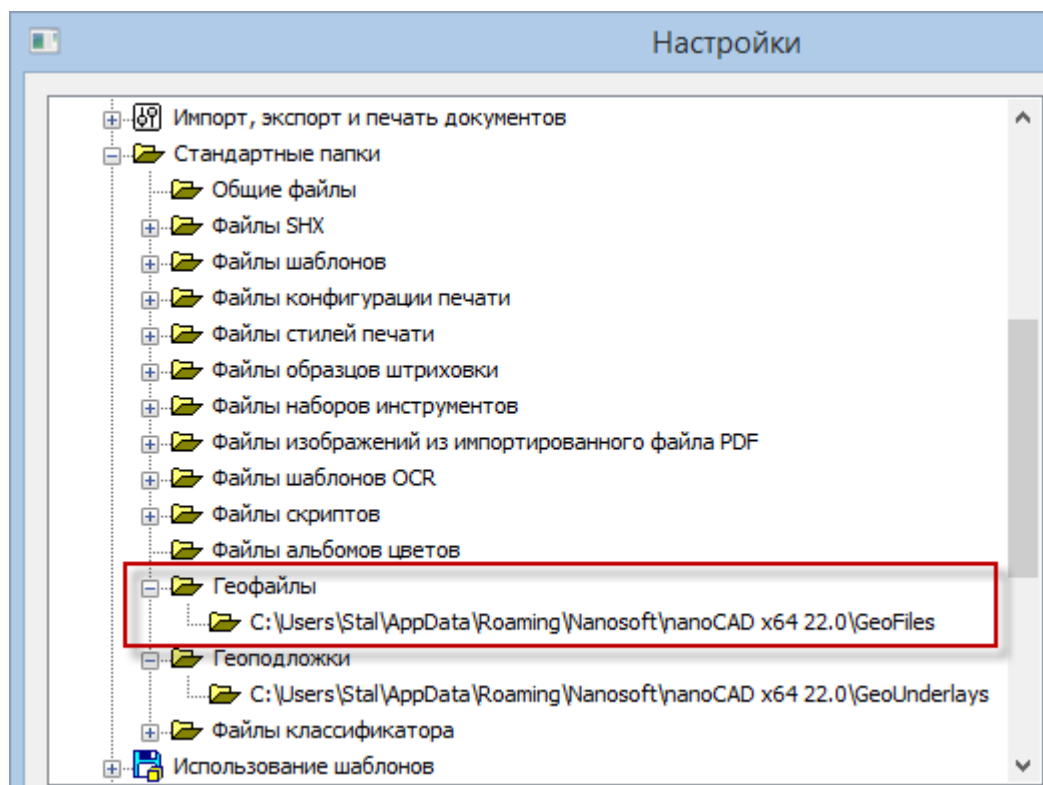 Настройки
Импорт, экспорт и печать документов
Стандартные папки
Общие файлы
Файлы SHX
Файлы шаблонов
Файлы конфигурации печати
Файлы стилей печати
Файлы образцов штриховки
Файлы наборов инструментов
Файлы изображений из импортированного файла PDF
Файлы шаблонов OCR
Файлы скриптов
Файлы альбомов цветов
Геофайлы
C:\Users\Stal\AppData\Roaming\Nanosoft\nanoCAD x64 22.0\GeoFiles
Геоподложки
C:\Users\Stal\AppData\Roaming\Nanosoft\nanoCAD x64 22.0\GeoUnderlays
Файлы классификатора
Использование шаблонов